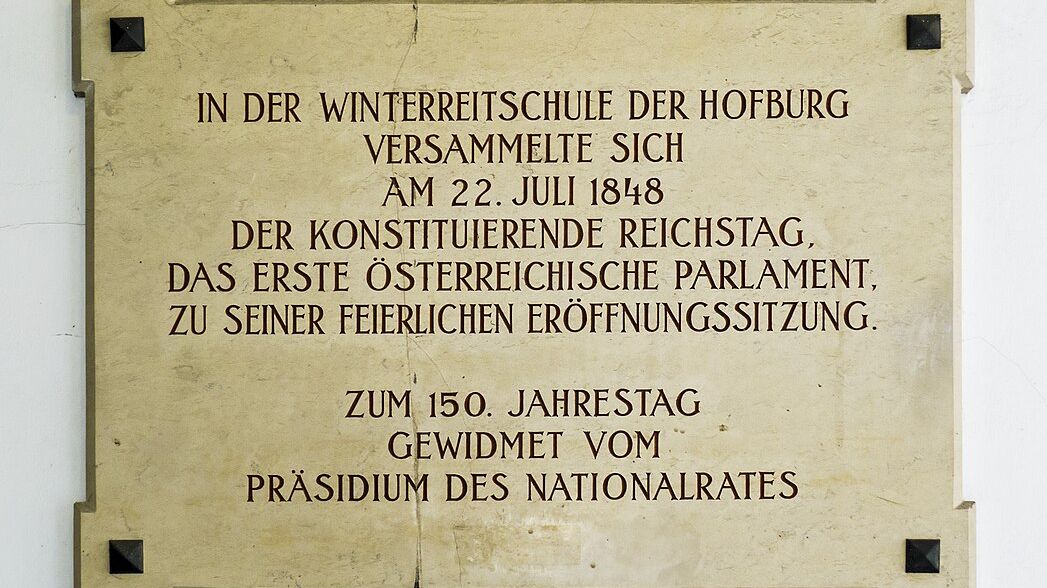 IN DER WINTERREITSCHULE DER HOFBURG
VERSAMMELTE SICH
AM 22. JULI 1848
DER KONSTITUIERENDE REICHSTAG,
DAS ERSTE ÖSTERREICHISCHE PARLAMENT,
ZU SEINER FEIERLICHEN ERÖFFNUNGSSITZUNG.
ZUM 150. JAHRESTAG
GEWIDMET VOM
PRÄSIDIUM DES NATIONALRATES